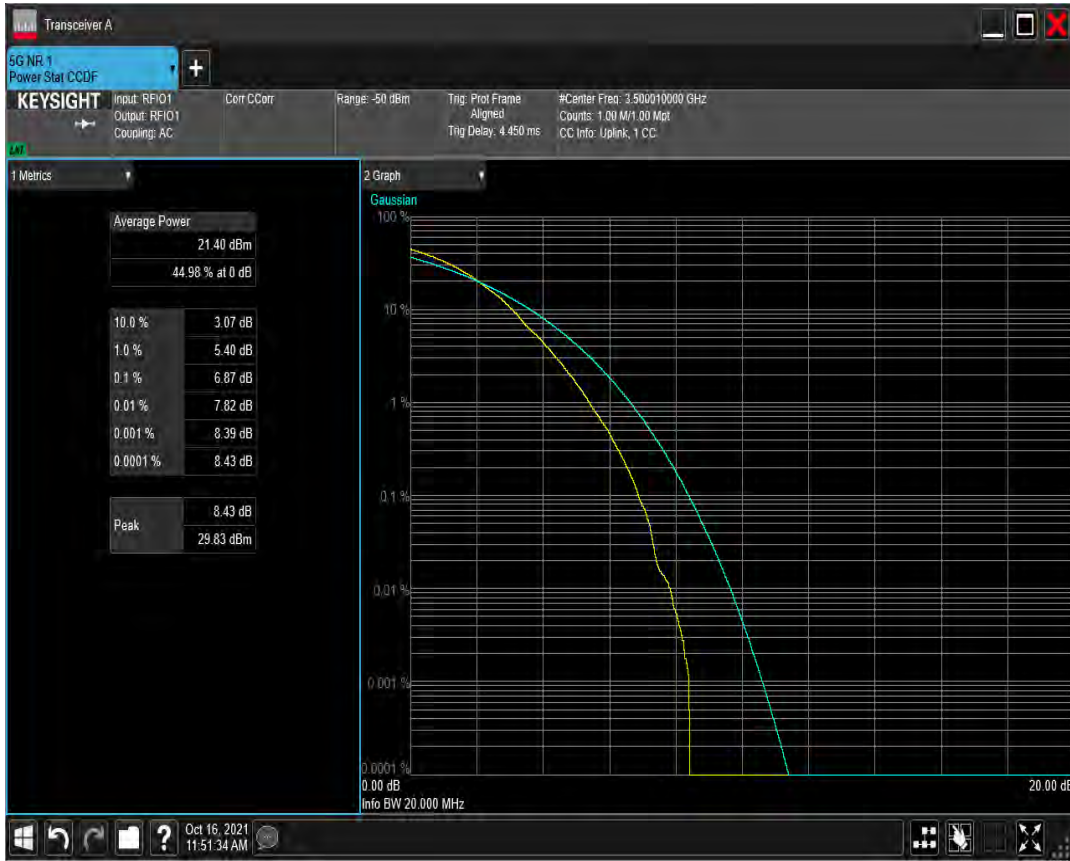 Transceiver A
5G NR 1
Power Stat CCDF
+
KEYSIGHT
Input: RFIO1
Output: RFIO1
Coupling: AC
Corr CCorr
Range: -50 dBm
Trig: Prot Frame
Aligned
Trig Delay: 4.450 ms
#Center Freq: 3.500010000 GHz
Counts: 1.00 M/1.00 Mpt
CC Info: Uplink, 1 CC
1 Metrics
Average Power
21.40 dBm
44.98 % at 0 dB
10.0 % 3.07 dB
1.0 % 5.40 dB
0.1 % 6.87 dB
0.01 % 7.82 dB
0.001 % 8.39 dB
0.0001 % 8.43 dB
Peak 8.43 dB
29.83 dBm
2 Graph
Gaussian
100 %
10 %
1 %
0.1 %
0.01 %
0.001 %
0.0001 %
0.00 dB 20.00 dB
Info BW 20.000 MHz
?
Oct 16, 2021
11:51:34 AM